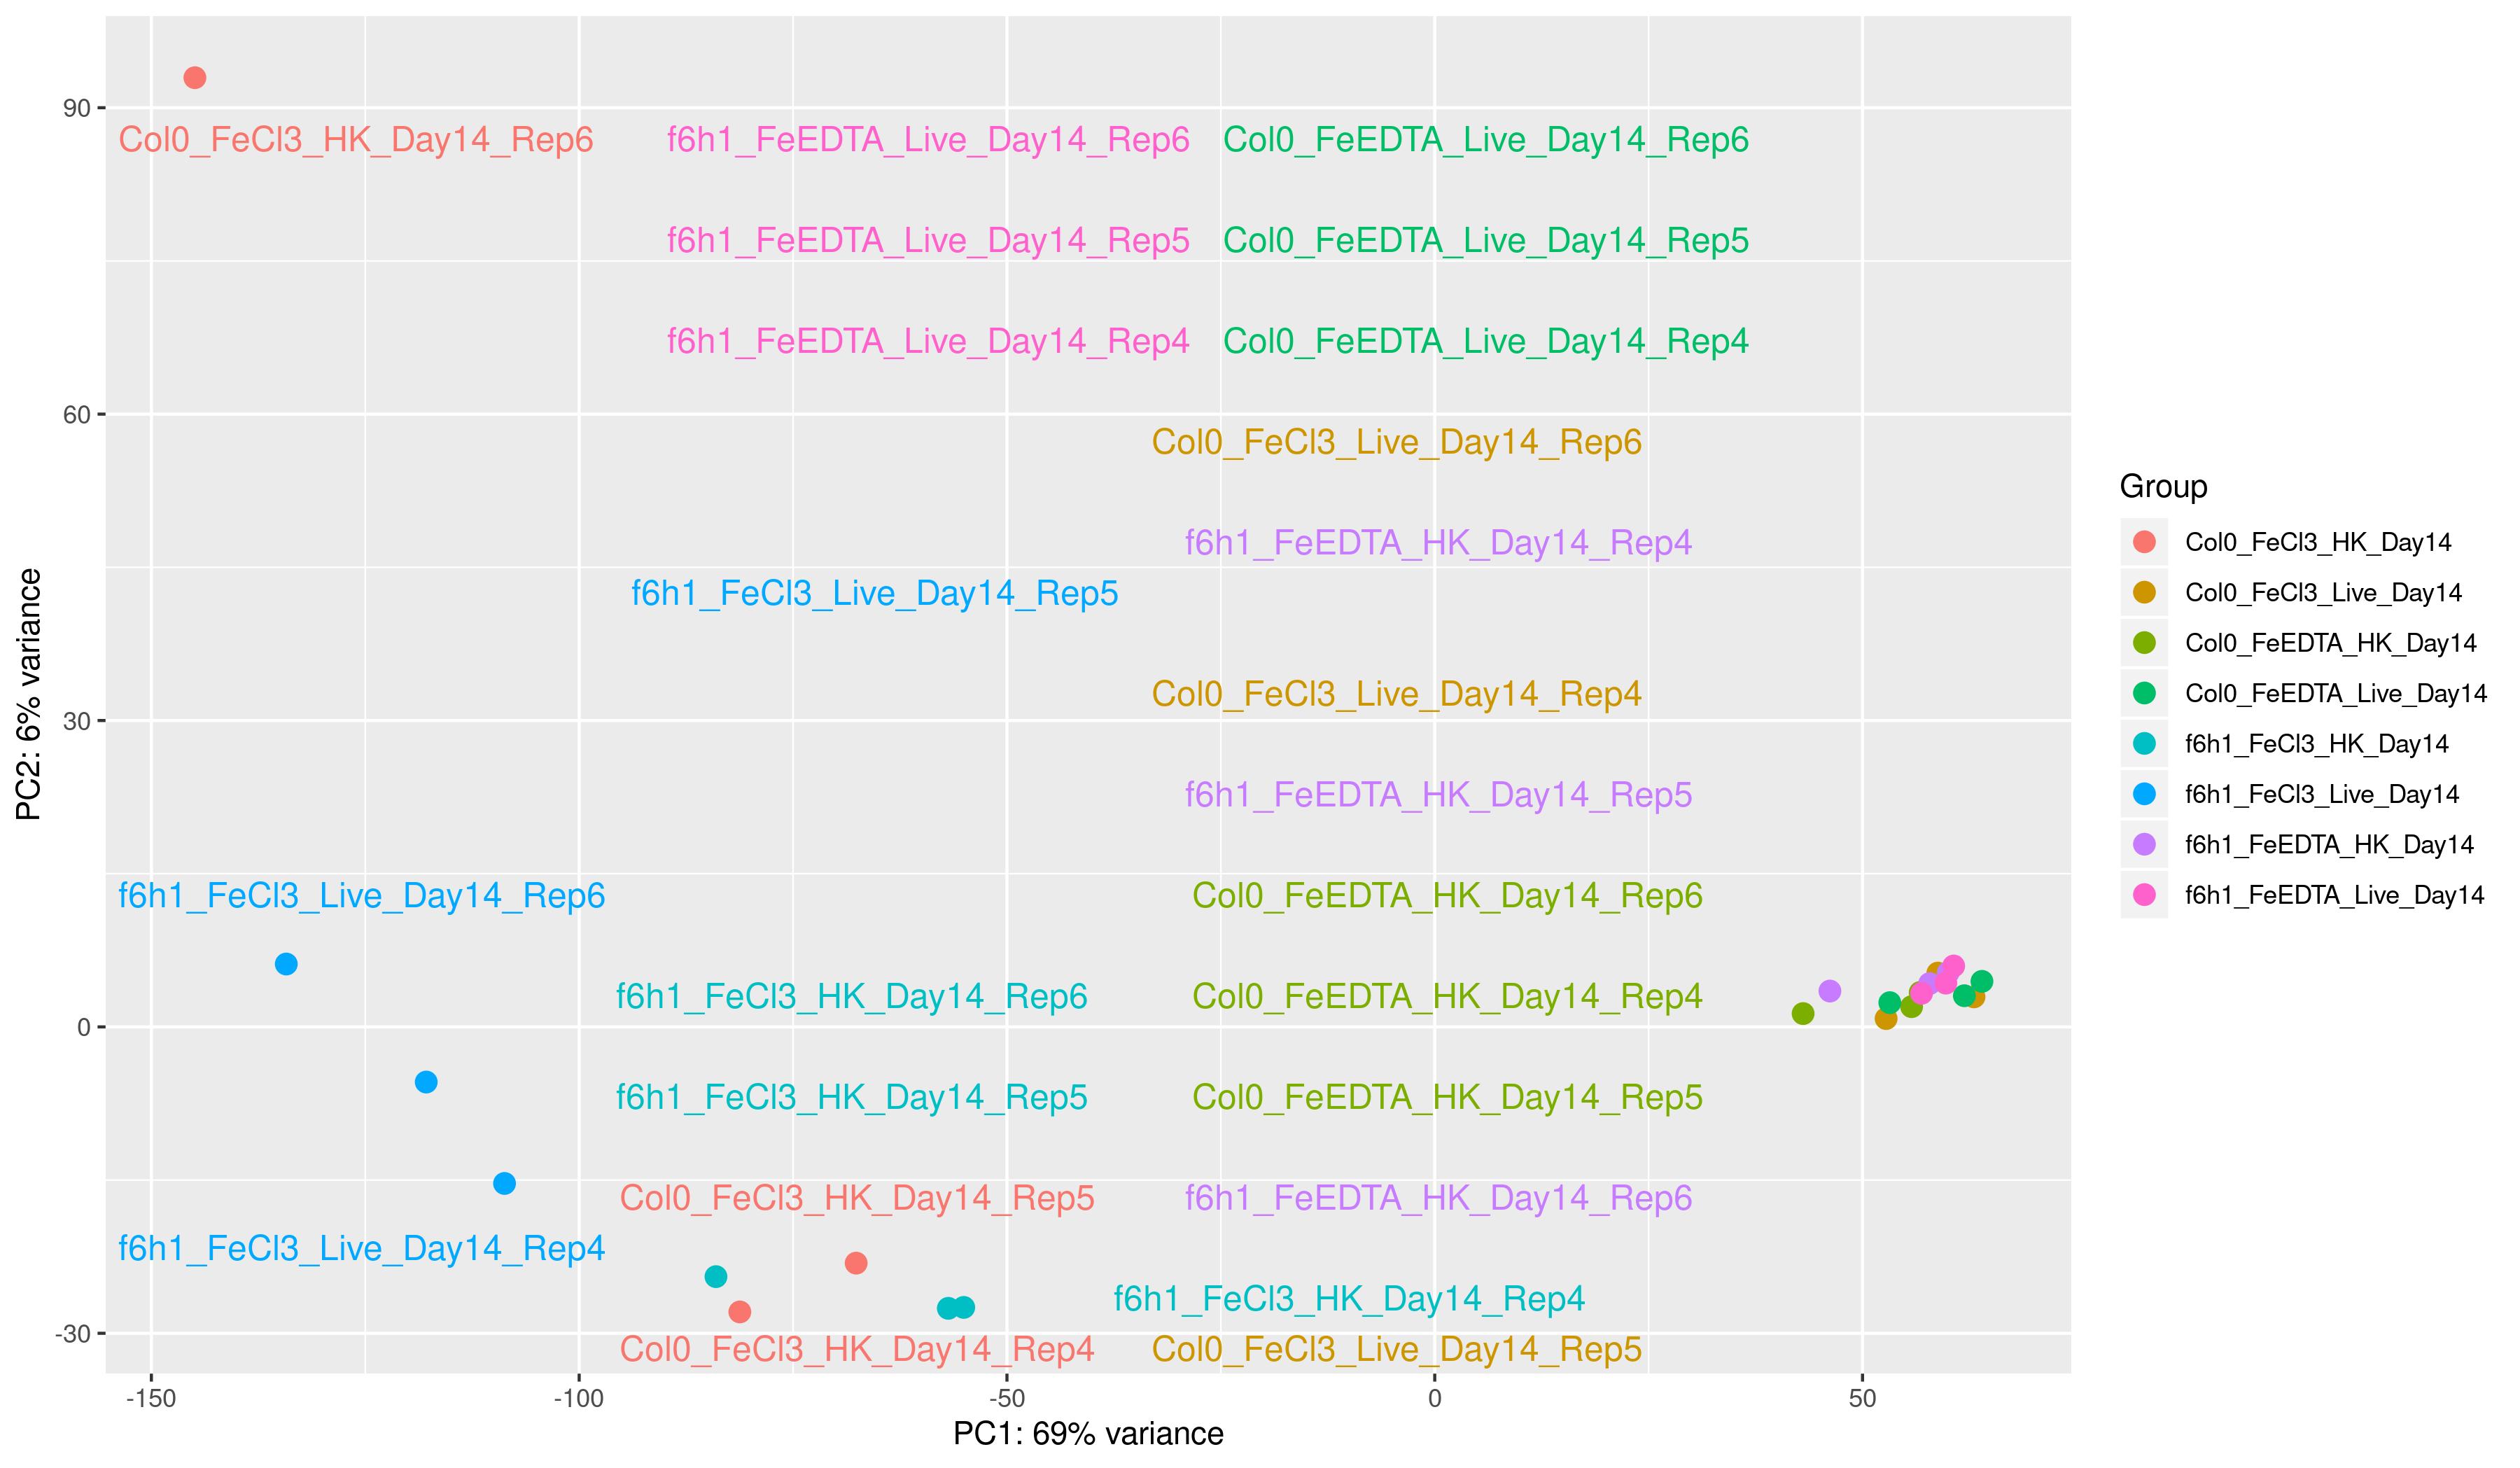 90
Col0_FeCl3_HK_Day14_Rep6
f6h1_FeEDTA_Live_Day14_Rep6
Col0_FeEDTA_Live_Day14_Rep6
f6h1_FeEDTA_Live_Day14_Rep5
Col0_FeEDTA_Live_Day14_Rep5
f6h1_FeEDTA_Live_Day14_Rep4
Col0_FeEDTA_Live_Day14_Rep4
60
Col0_FeCl3_Live_Day14_Rep6
f6h1_FeEDTA_HK_Day14_Rep4
f6h1_FeCl3_Live_Day14_Rep5
Col0_FeCl3_Live_Day14_Rep4
30
f6h1_FeEDTA_HK_Day14_Rep5
f6h1_FeCl3_Live_Day14_Rep6
Col0_FeEDTA_HK_Day14_Rep6
f6h1_FeCl3_HK_Day14_Rep6
Col0_FeEDTA_HK_Day14_Rep4
0
f6h1_FeCl3_HK_Day14_Rep5
Col0_FeEDTA_HK_Day14_Rep5
Col0_FeCl3_HK_Day14_Rep5
f6h1_FeEDTA_HK_Day14_Rep6
f6h1_FeCl3_Live_Day14_Rep4
f6h1_FeCl3_HK_Day14_Rep4
-30
Col0_FeCl3_HK_Day14_Rep4
Col0_FeCl3_Live_Day14_Rep5
-150
-100
-50
0
50
PC1: 69% variance
PC2: 6% variance
Group
Col0_FeCl3_HK_Day14
Col0_FeCl3_Live_Day14
Col0_FeEDTA_HK_Day14
Col0_FeEDTA_Live_Day14
f6h1_FeCl3_HK_Day14
f6h1_FeCl3_Live_Day14
f6h1_FeEDTA_HK_Day14
f6h1_FeEDTA_Live_Day14